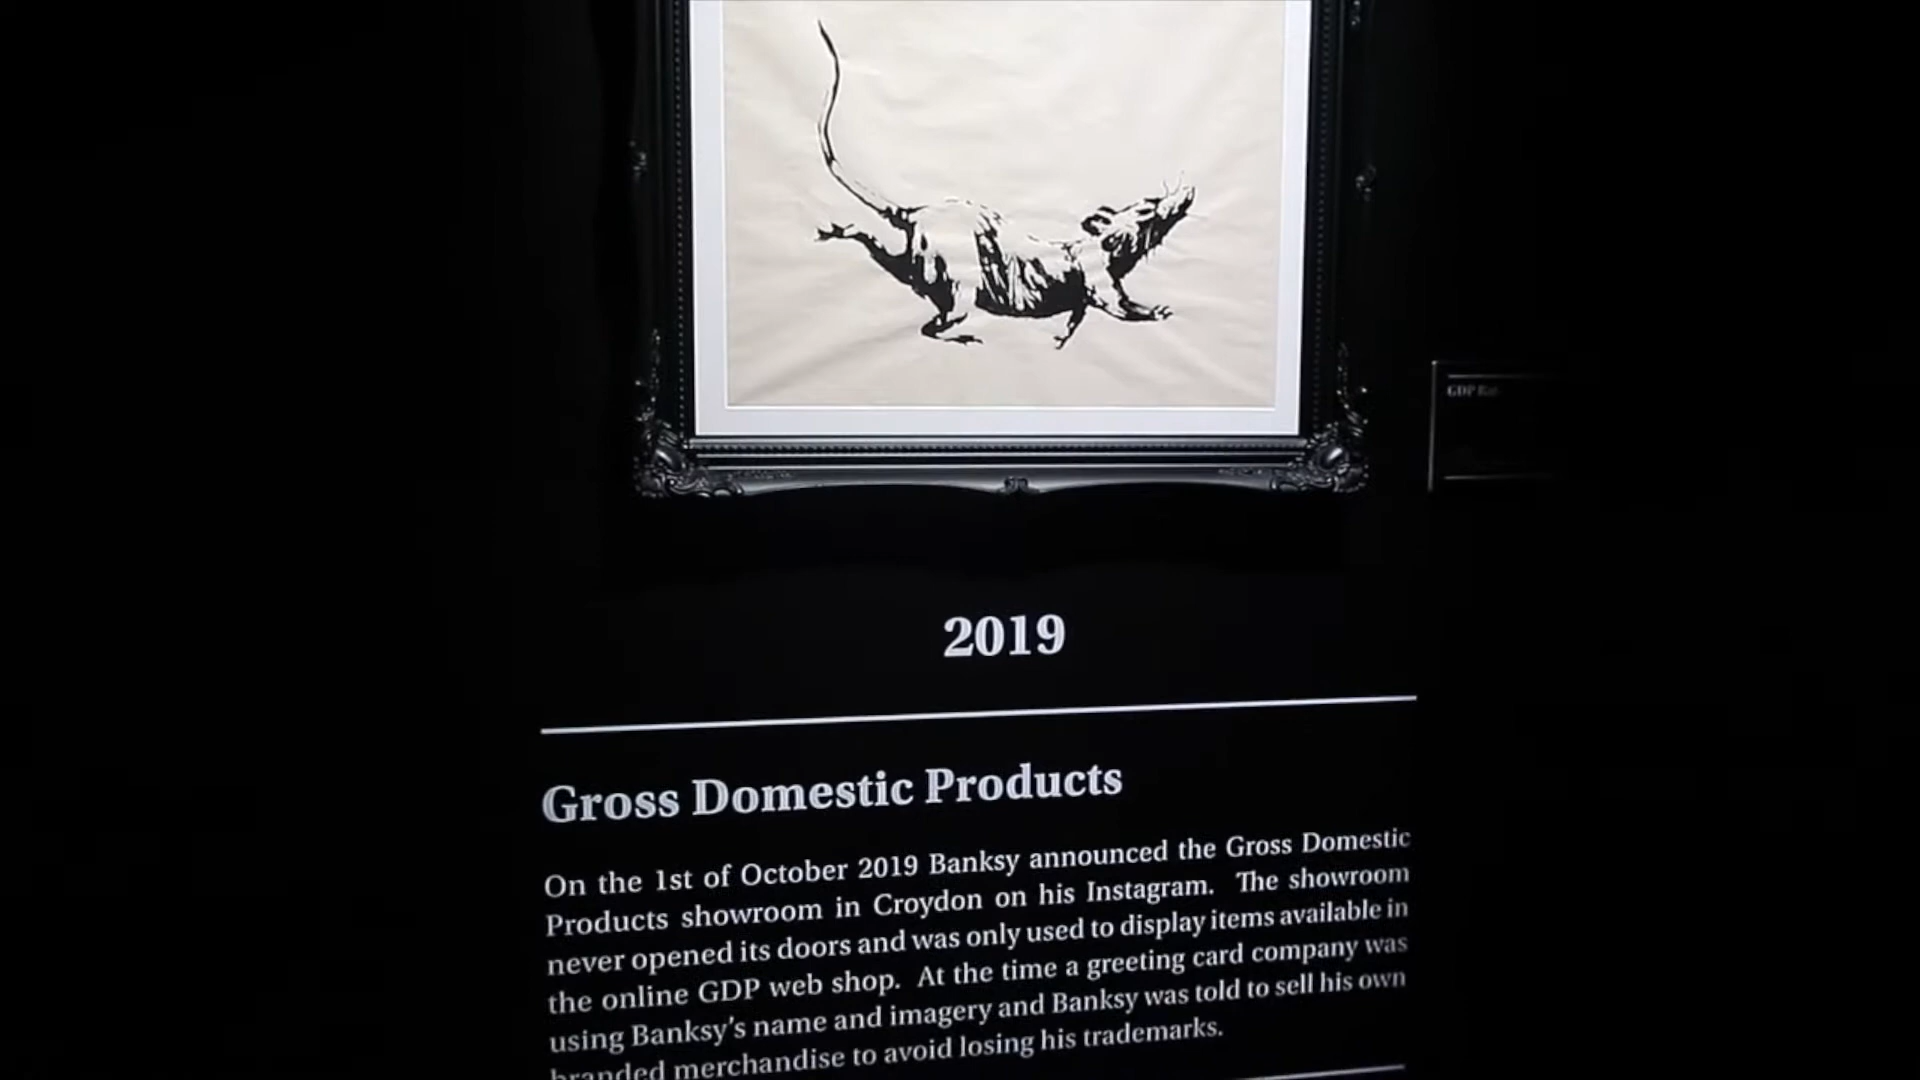 GDP Rat
2019
Gross Domestic Products
On the 1st of October 2019 Banksy announced the Gross Domestic
Products showroom in Croydon on his Instagram. The showroom
never opened its doors and was only used to display items available in
the online GDP web shop. At the time a greeting card company was
using Banksy's name and imagery and Banksy was told to sell his own
branded merchandise to avoid losing his trademarks.